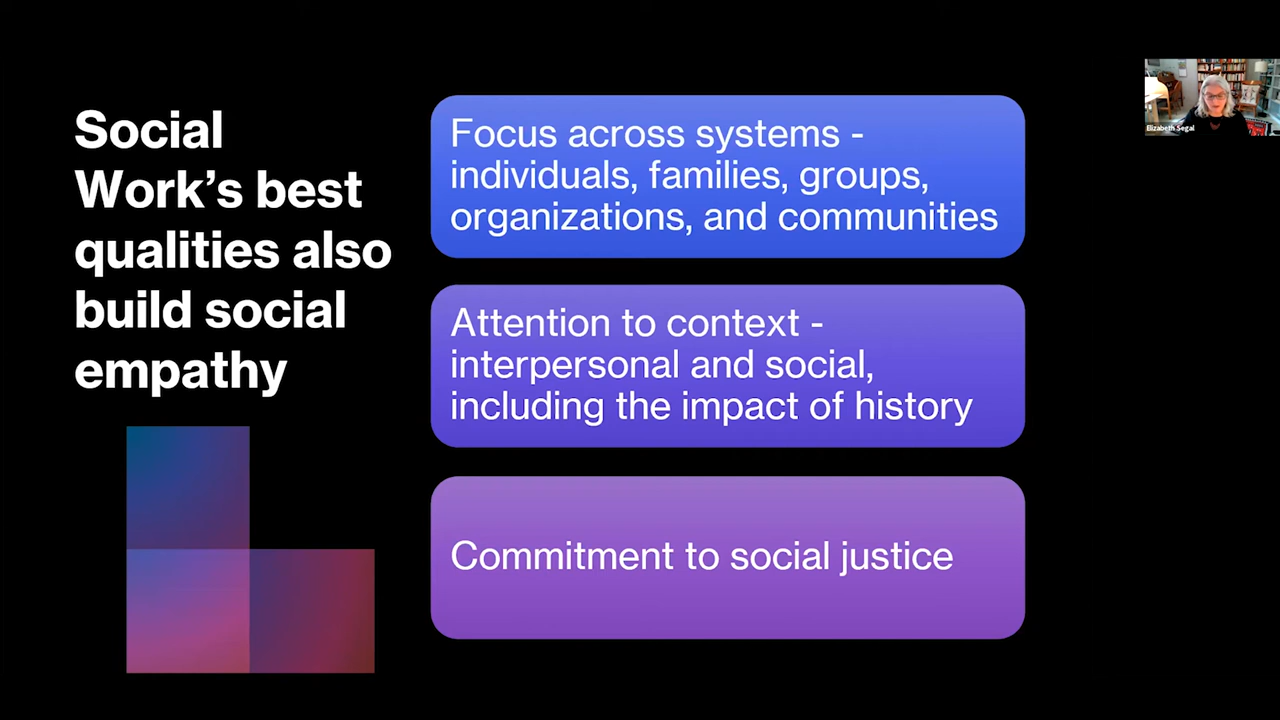 Social
Work’s best
qualities also
build social
empathy
Focus across systems -
individuals, families, groups,
organizations, and communities
Attention to context -
interpersonal and social,
including the impact of history
Commitment to social justice
Elizabeth Segal